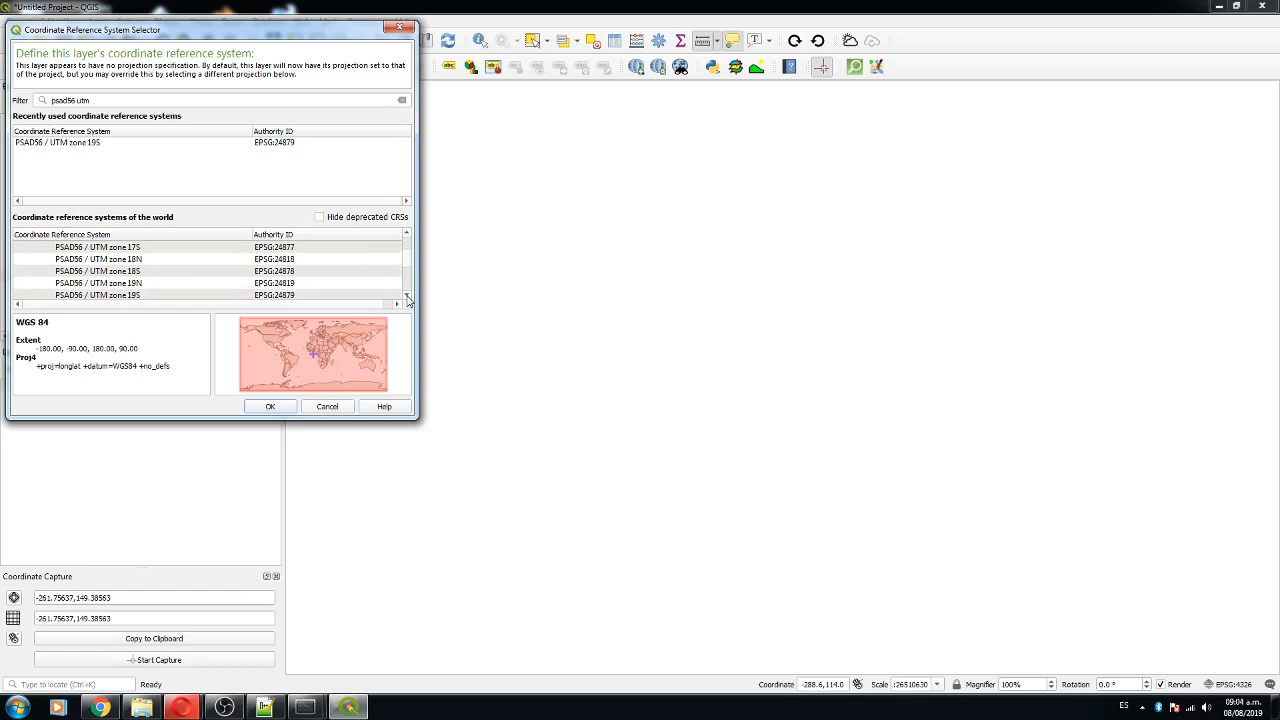 *Untitled Project - QGIS
Coordinate Reference System Selector
Define this layer's coordinate reference system:
This layer appears to have no projection specification. By default, this layer will now have its projection set to that
of the project, but you may override this by selecting a different projection below.
Filter psad56 utm
Recently used coordinate reference systems
Coordinate Reference System Authority ID
PSAD56 / UTM zone 19S EPSG:24879
Coordinate reference systems of the world Hide deprecated CRSs
Coordinate Reference System Authority ID
PSAD56 / UTM zone 17S EPSG:24877
PSAD56 / UTM zone 18N EPSG:24818
PSAD56 / UTM zone 18S EPSG:24878
PSAD56 / UTM zone 19N EPSG:24819
PSAD56 / UTM zone 19S EPSG:24879
WGS 84
Extent
-180.00, -90.00, 180.00, 90.00
Proj4
+proj=longlat +datum=WGS84 +no_defs
OK Cancel Help
Coordinate Capture
-261.75637,149.38563
-261.75637,149.38563
Copy to Clipboard
Start Capture
Type to locate (Ctrl+K) Ready Coordinate -288.6,114.0 Scale :26510630 Magnifier 100% Rotation 0.0 ° Render EPSG:4326
ES 09:04 a.m.
08/08/2019